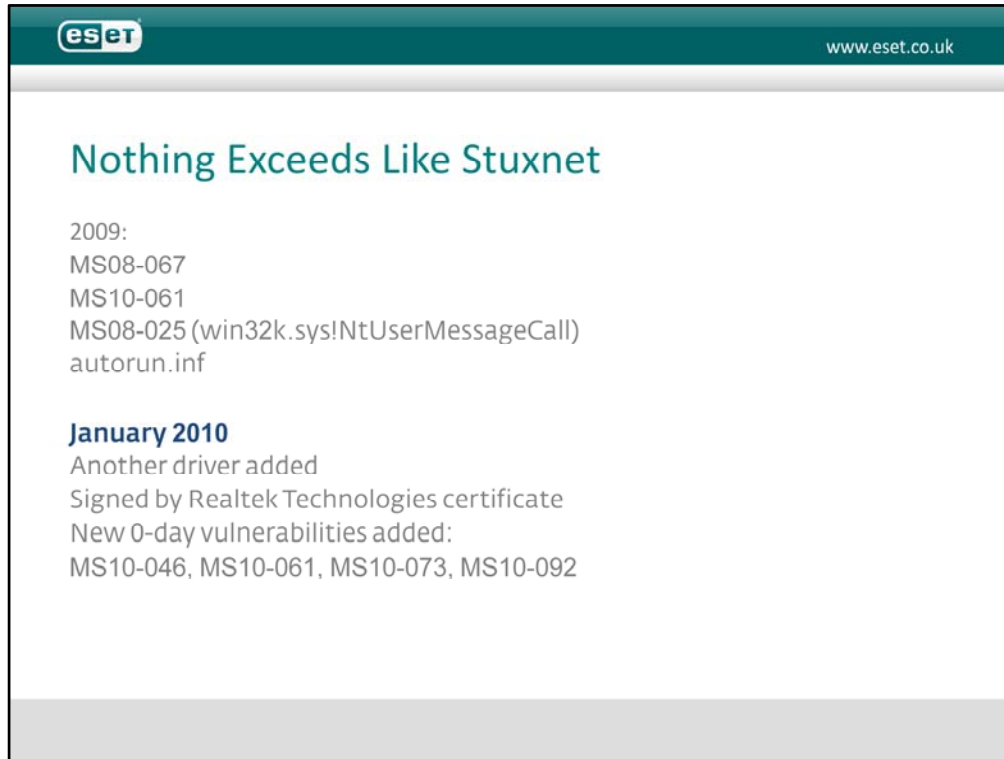 eset
www.eset.co.uk
Nothing Exceeds Like Stuxnet
2009:
MS08-067
MS10-061
MS08-025 (win32k.sys!NtUserMessageCall)
autorun.inf
January 2010
Another driver added
Signed by Realtek Technologies certificate
New 0-day vulnerabilities added:
MS10-046, MS10-061, MS10-073, MS10-092